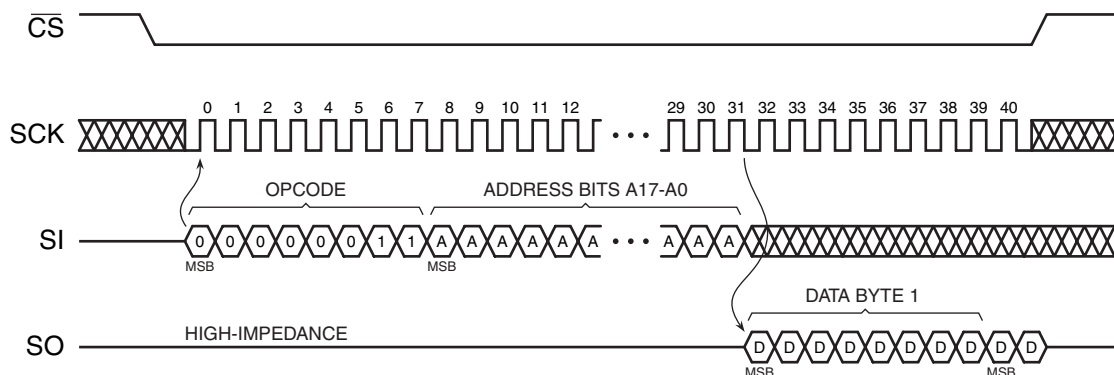 CS
0 1 2 3 4 5 6 7 8 9 10 11 12 29 30 31 32 33 34 35 36 37 38 39 40
SCK • • •
OPCODE ADDRESS BITS A17-A0
SI 0 0 0 0 0 0 1 1 A A A A A A • • • A A A
MSB MSB
DATA BYTE 1
HIGH-IMPEDANCE
SO D D D D D D D D D D
MSB MSB